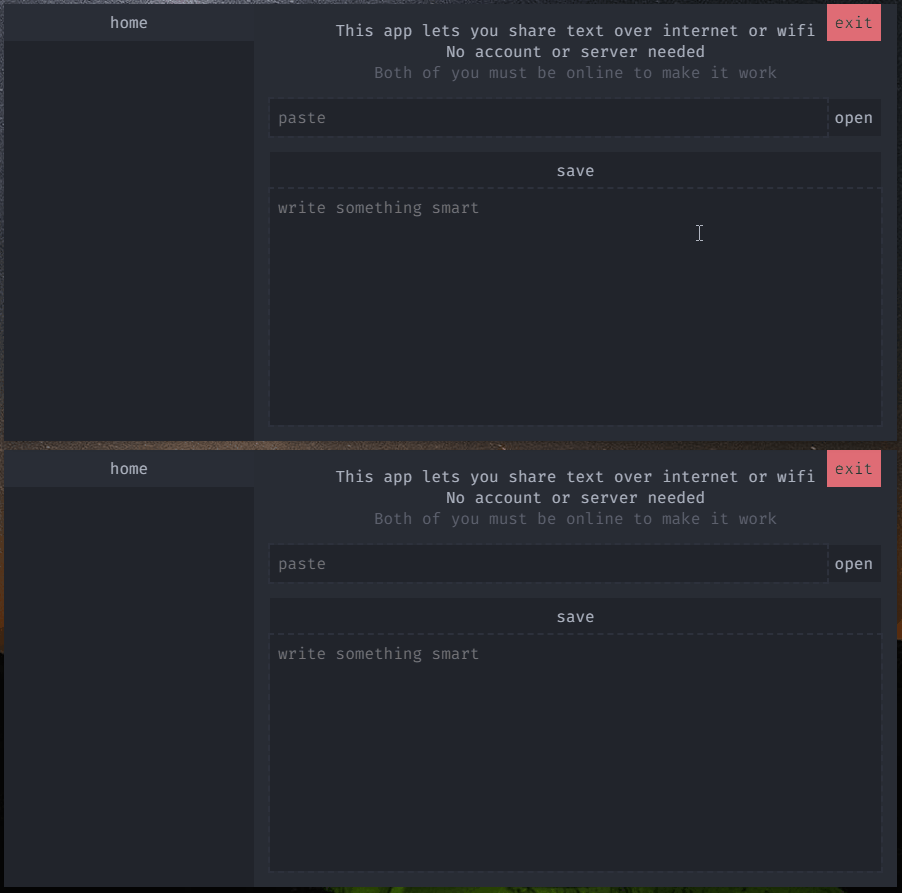 home
exit
This app lets you share text over internet or wifi
No account or server needed
Both of you must be online to make it work
paste
open
save
write something smart
home
exit
This app lets you share text over internet or wifi
No account or server needed
Both of you must be online to make it work
paste
open
save
write something smart